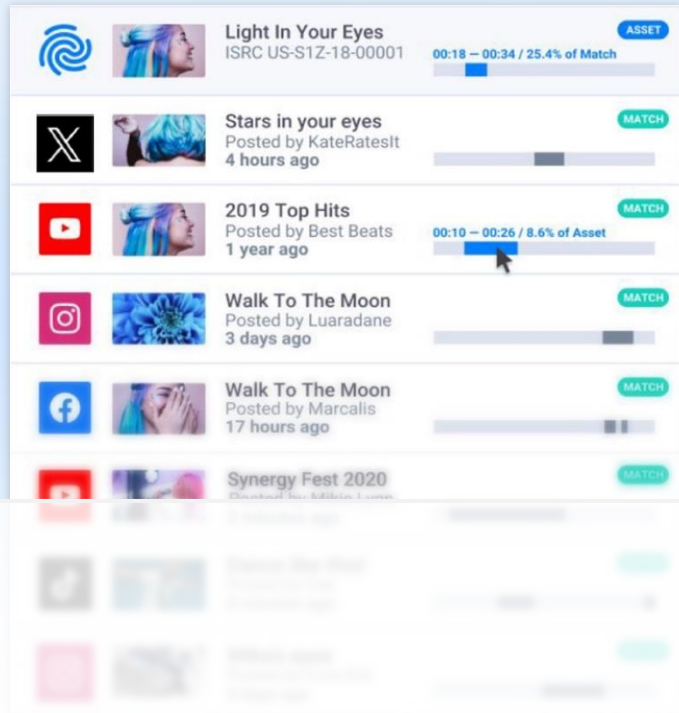 Light In Your Eyes
ISRC US-S1Z-18-00001
00:18 — 00:34 / 25.4% of Match
ASSET
Stars in your eyes
Posted by KateRatesIt
4 hours ago
MATCH
2019 Top Hits
Posted by Best Beats
1 year ago
00:10 — 00:26 / 8.6% of Asset
MATCH
Walk To The Moon
Posted by Luaradane
3 days ago
MATCH
Walk To The Moon
Posted by Marcalis
17 hours ago
MATCH
Synergy Fest 2020
Posted by
MATCH